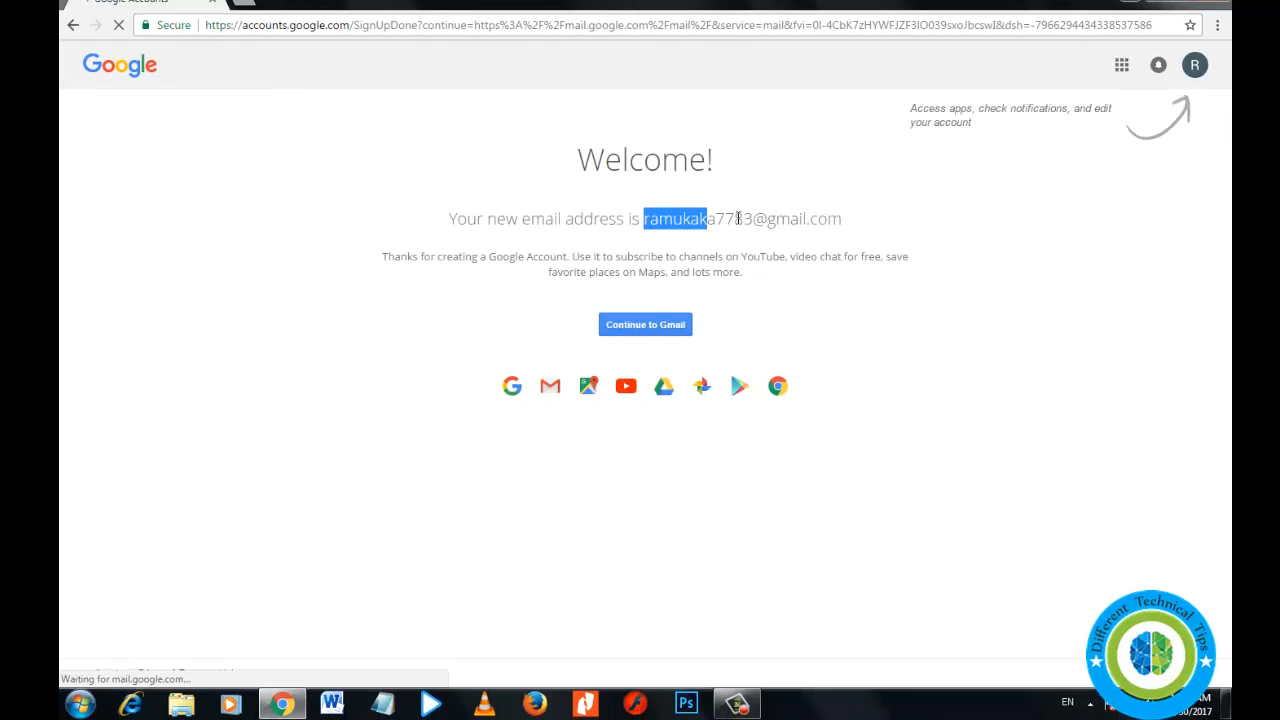 Google Accounts
Secure
https://accounts.google.com/SignUpDone?continue=https%3A%2F%2Fmail.google.com%2Fmail%2F&service=mail&fvi=0I-4CbK7zHYWFJZF3IO039sxoJbcswI&dsh=-7966294434338537586
Google
R
Access apps, check notifications, and edit
your account
Welcome!
Your new email address is ramukaka7783@gmail.com
Thanks for creating a Google Account. Use it to subscribe to channels on YouTube, video chat for free, save
favorite places on Maps, and lots more.
Continue to Gmail
Waiting for mail.google.com...
EN
Ps
Different Technical Tips